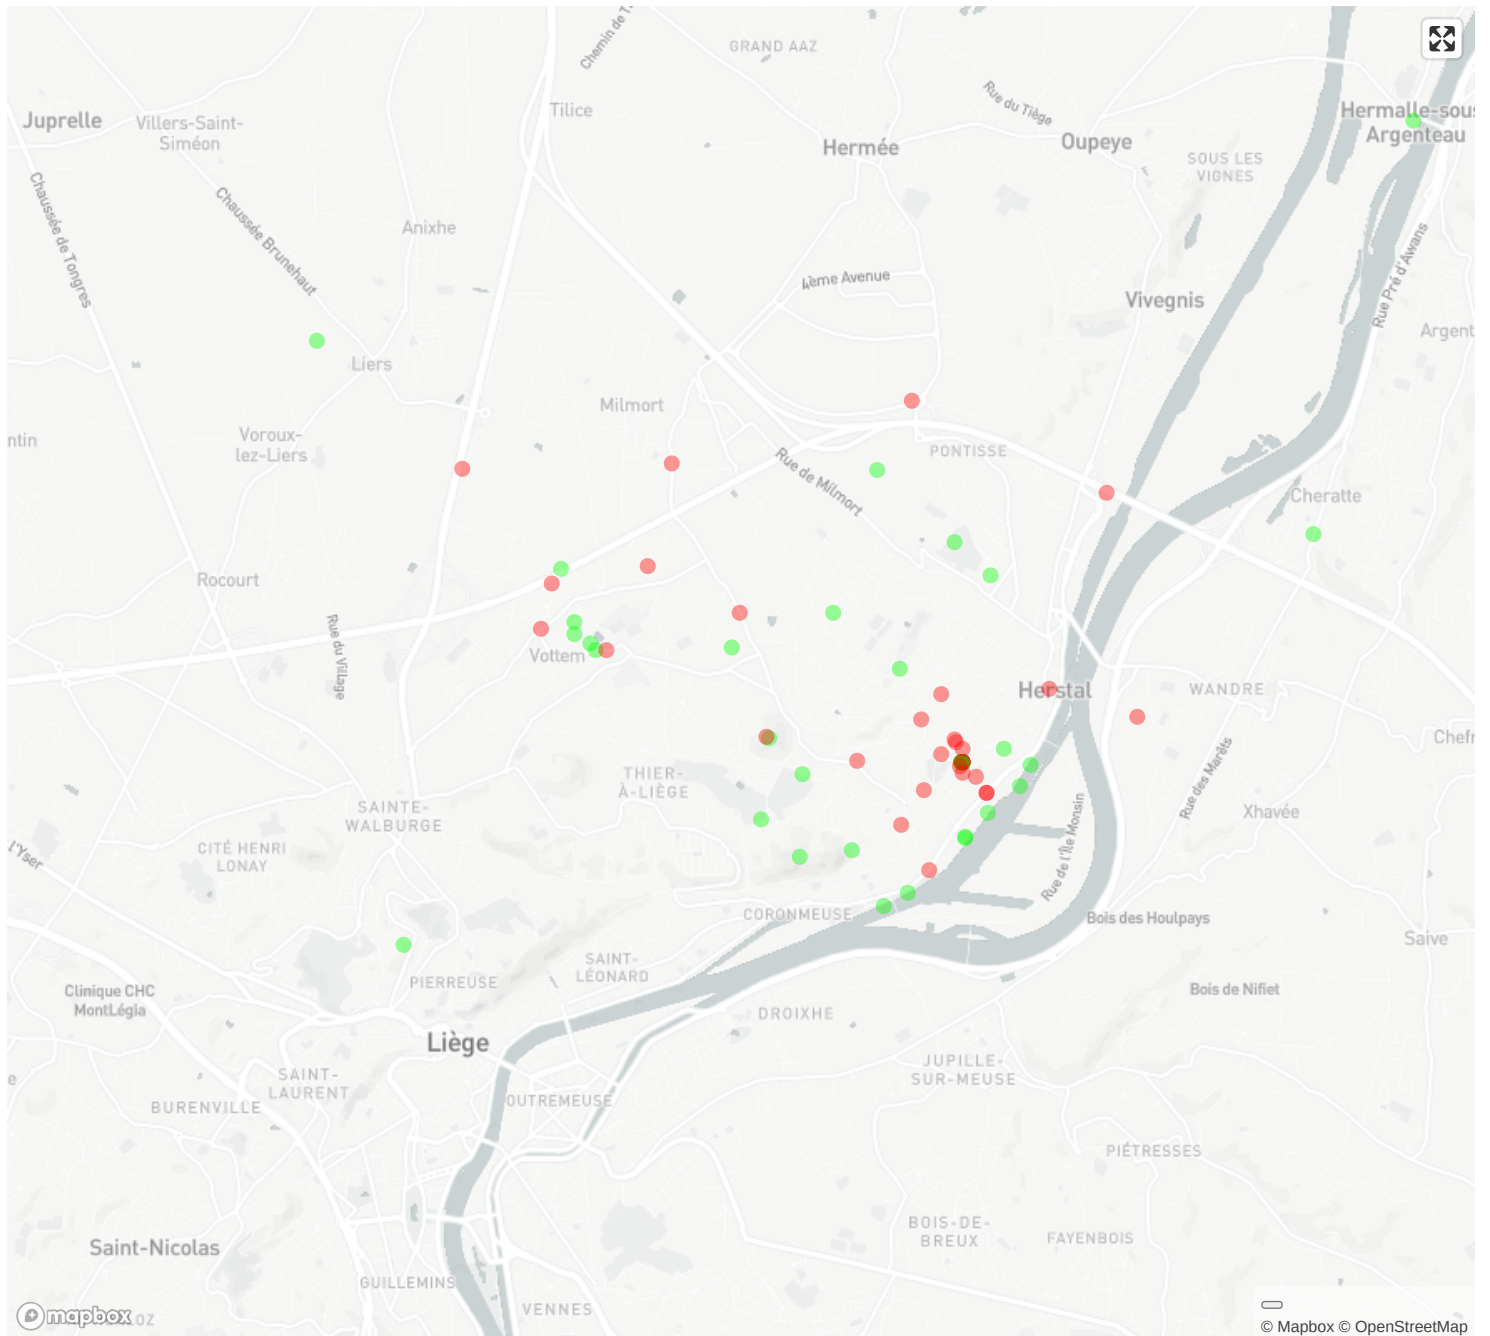 GRAND AAZ
Tilice
Rue du Tiège
Juprelle
Villers-Saint-
Siméon
Hermée
Oupeye
Hermalle-sous
Argenteau
SOUS LES
VIGNES
Chaussée de Tongres
Chaussée Brunehaut
Anixhe
4ème Avenue
Vivegnis
Rue Pré d'Awans
Argent
Liers
Milmort
ntin
Voroux-
lez-Liers
PONTISSE
Rue de Milmort
Cheratte
Rocourt
Rue du Village
Vottem
Herstal
WANDRE
Chefr
THIER-
À-LIÈGE
Rue des Marêts
SAINTE-
WALBURGE
Xhavée
CITÉ HENRI
LONAY
l'Yser
Rue de l'Île Monsin
CORONMEUSE
Bois des Houlpays
Saive
SAINT-
LÉONARD
PIERREUSE
Clinique CHC
MontLégia
Bois de Nifiet
DROIXHE
Liège
JUPILLE-
SUR-MEUSE
SAINT-
LAURENT
e
BURENVILLE
OUTREMEUSE
PIÉTRESSES
BOIS-DE-
BREUX
FAYENBOIS
Saint-Nicolas
GUILLEMINS
VENNES
mapbox
OZ
© Mapbox © OpenStreetMap